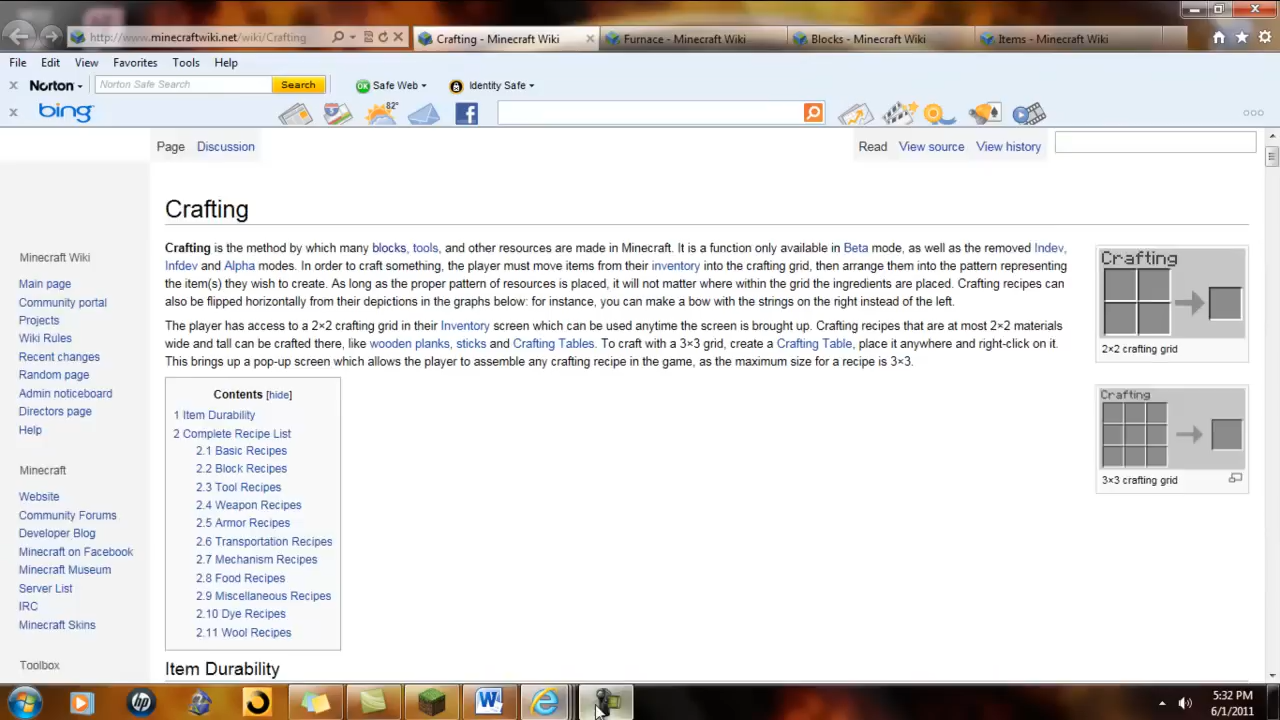 http://www.minecraftwiki.net/wiki/Crafting
Crafting - Minecraft Wiki
Furnace - Minecraft Wiki
Blocks - Minecraft Wiki
Items - Minecraft Wiki
File Edit View Favorites Tools Help
Norton Norton Safe Search Search OK Safe Web Identity Safe
bing 82°
Page Discussion Read View source View history
Crafting
Crafting is the method by which many blocks, tools, and other resources are made in Minecraft. It is a function only available in Beta mode, as well as the removed Indev,
Infdev and Alpha modes. In order to craft something, the player must move items from their inventory into the crafting grid, then arrange them into the pattern representing
the item(s) they wish to create. As long as the proper pattern of resources is placed, it will not matter where within the grid the ingredients are placed. Crafting recipes can
also be flipped horizontally from their depictions in the graphs below: for instance, you can make a bow with the strings on the right instead of the left.
The player has access to a 2×2 crafting grid in their Inventory screen which can be used anytime the screen is brought up. Crafting recipes that are at most 2×2 materials
wide and tall can be crafted there, like wooden planks, sticks and Crafting Tables. To craft with a 3×3 grid, create a Crafting Table, place it anywhere and right-click on it.
This brings up a pop-up screen which allows the player to assemble any crafting recipe in the game, as the maximum size for a recipe is 3×3.
Crafting
2×2 crafting grid
Crafting
3×3 crafting grid
Contents [hide]
1 Item Durability
2 Complete Recipe List
2.1 Basic Recipes
2.2 Block Recipes
2.3 Tool Recipes
2.4 Weapon Recipes
2.5 Armor Recipes
2.6 Transportation Recipes
2.7 Mechanism Recipes
2.8 Food Recipes
2.9 Miscellaneous Recipes
2.10 Dye Recipes
2.11 Wool Recipes
Item Durability
Minecraft Wiki
Main page
Community portal
Projects
Wiki Rules
Recent changes
Random page
Admin noticeboard
Directors page
Help
Minecraft
Website
Community Forums
Developer Blog
Minecraft on Facebook
Minecraft Museum
Server List
IRC
Minecraft Skins
Toolbox
5:32 PM
6/1/2011